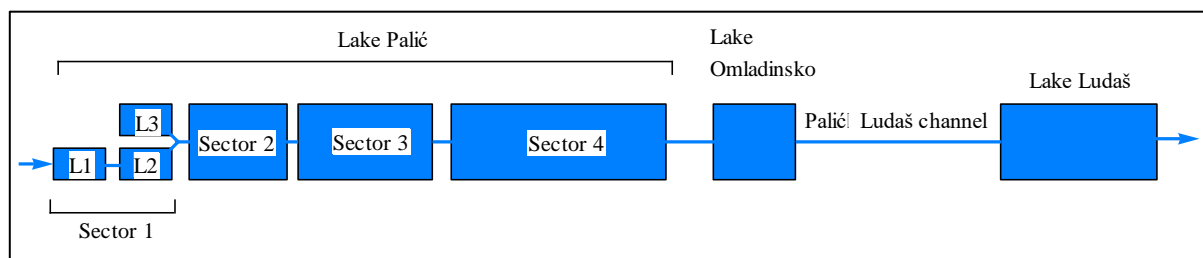 Lake Palić
Lake
Omladinsko
Lake Ludaš
L3
Sector 2
Sector 3
Sector 4
Palić Ludaš channel
L1
L2
Sector 1